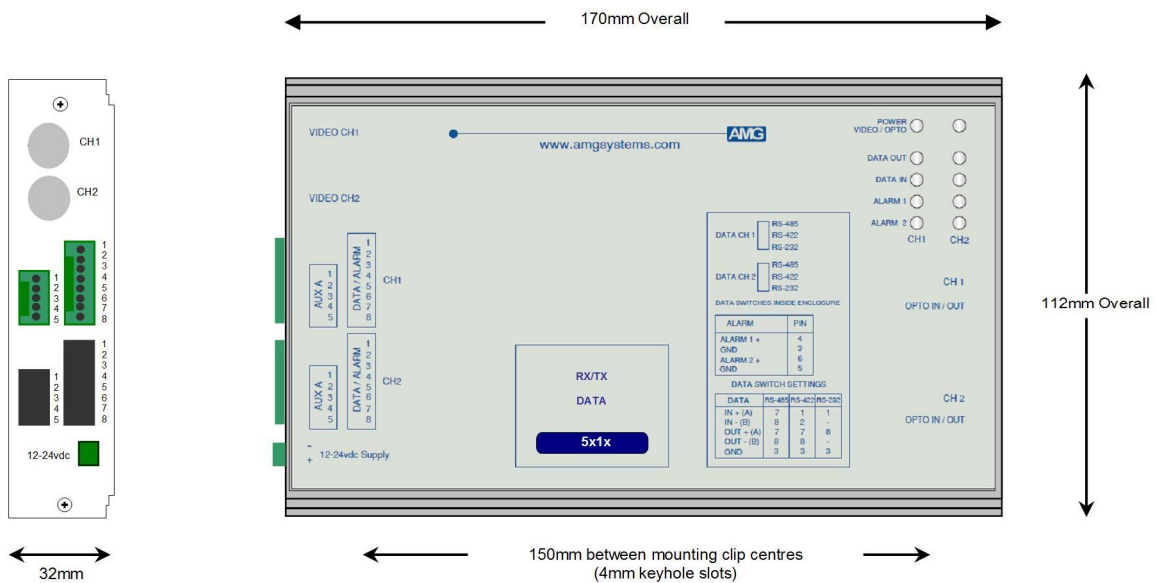 170mm Overall
CH1
CH2
1
2
3
4
5
6
7
8
1
2
3
4
5
1
2
3
4
5
6
7
8
1
2
3
4
5
12-24vdc
32mm
VIDEO CH1
www.amgsystems.com
AMG
VIDEO CH2
AUX A
1
2
3
4
5
DATA / ALARM
1
2
3
4
5
6
7
8
CH1
AUX A
1
2
3
4
5
DATA / ALARM
1
2
3
4
5
6
7
8
CH2
-
+ 12-24vdc Supply
RX/TX
DATA
5x1x
POWER
VIDEO / OPTO
DATA OUT
DATA IN
ALARM 1
ALARM 2
CH1 CH2
DATA CH 1
RS-485
RS-422
RS-232
DATA CH 2
RS-485
RS-422
RS-232
DATA SWITCHES INSIDE ENCLOSURE
ALARM PIN
ALARM 1 + 4
GND 3
ALARM 2 + 6
GND 5
DATA SWITCH SETTINGS
DATA RS-485 RS-422 RS-232
IN + (A) 7 1 1
IN - (B) 8 2 -
OUT + (A) 7 7 8
OUT - (B) 8 8 -
GND 3 3 3
CH 1
OPTO IN / OUT
CH 2
OPTO IN / OUT
112mm Overall
150mm between mounting clip centres
(4mm keyhole slots)